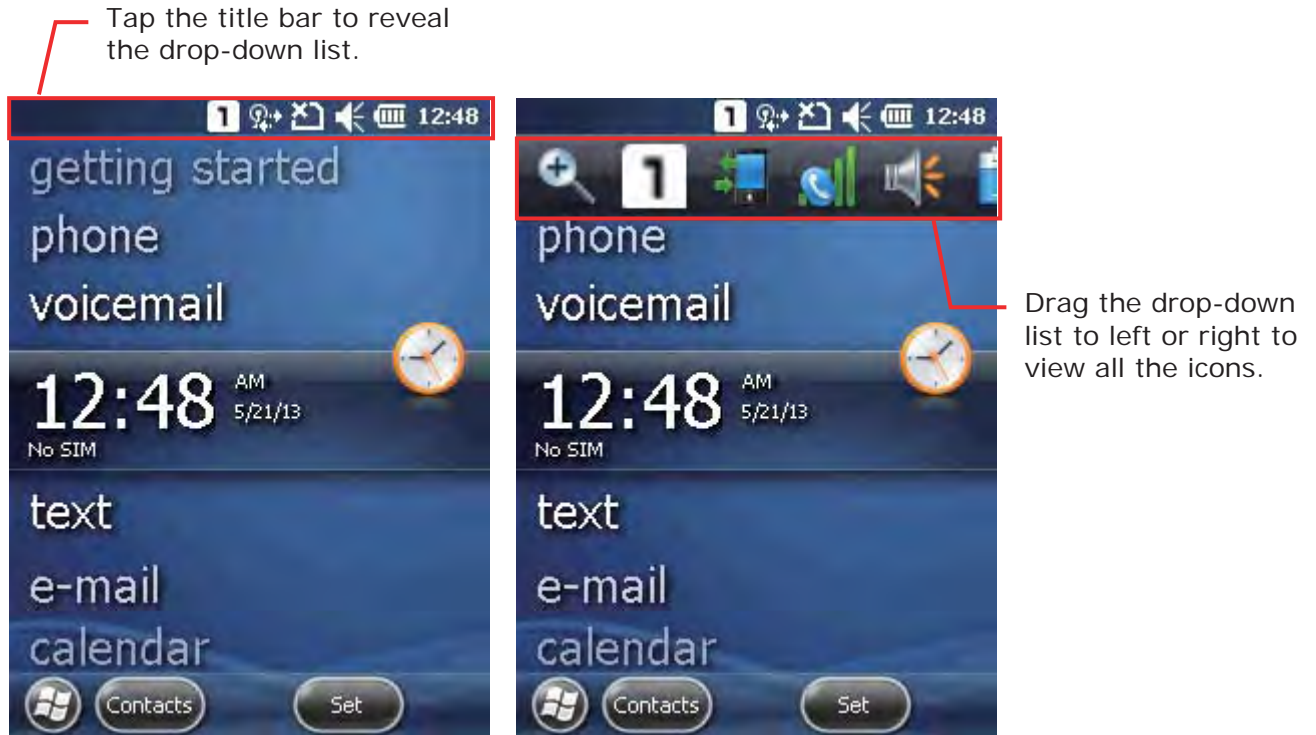 Tap the title bar to reveal
the drop-down list.
1 12:48
getting started
phone
voicemail
12:48 AM
5/21/13
No SIM
text
e-mail
calendar
Contacts Set
1 12:48
1
phone
voicemail
12:48 AM
5/21/13
No SIM
text
e-mail
calendar
Contacts Set
Drag the drop-down
list to left or right to
view all the icons.